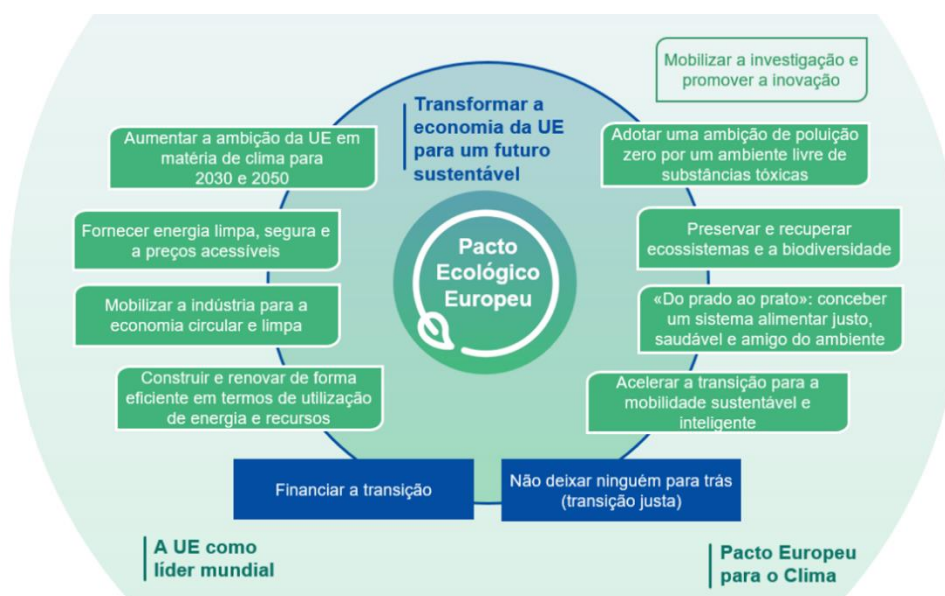 Mobilizar a investigação e
promover a inovação
Transformar a
economia da UE
para um futuro
sustentável
Aumentar a ambição da UE em
matéria de clima para
2030 e 2050
Adotar uma ambição de poluição
zero por um ambiente livre de
substâncias tóxicas
Fornecer energia limpa, segura e
a preços acessíveis
Preservar e recuperar
ecossistemas e a biodiversidade
Pacto
Ecológico
Europeu
Mobilizar a indústria para a
economia circular e limpa
«Do prado ao prato»: conceber
um sistema alimentar justo,
saudável e amigo do ambiente
Construir e renovar de forma
eficiente em termos de utilização
de energia e recursos
Acelerar a transição para a
mobilidade sustentável e
inteligente
Financiar a transição
Não deixar ninguém para trás
(transição justa)
A UE como
líder mundial
Pacto Europeu
para o Clima